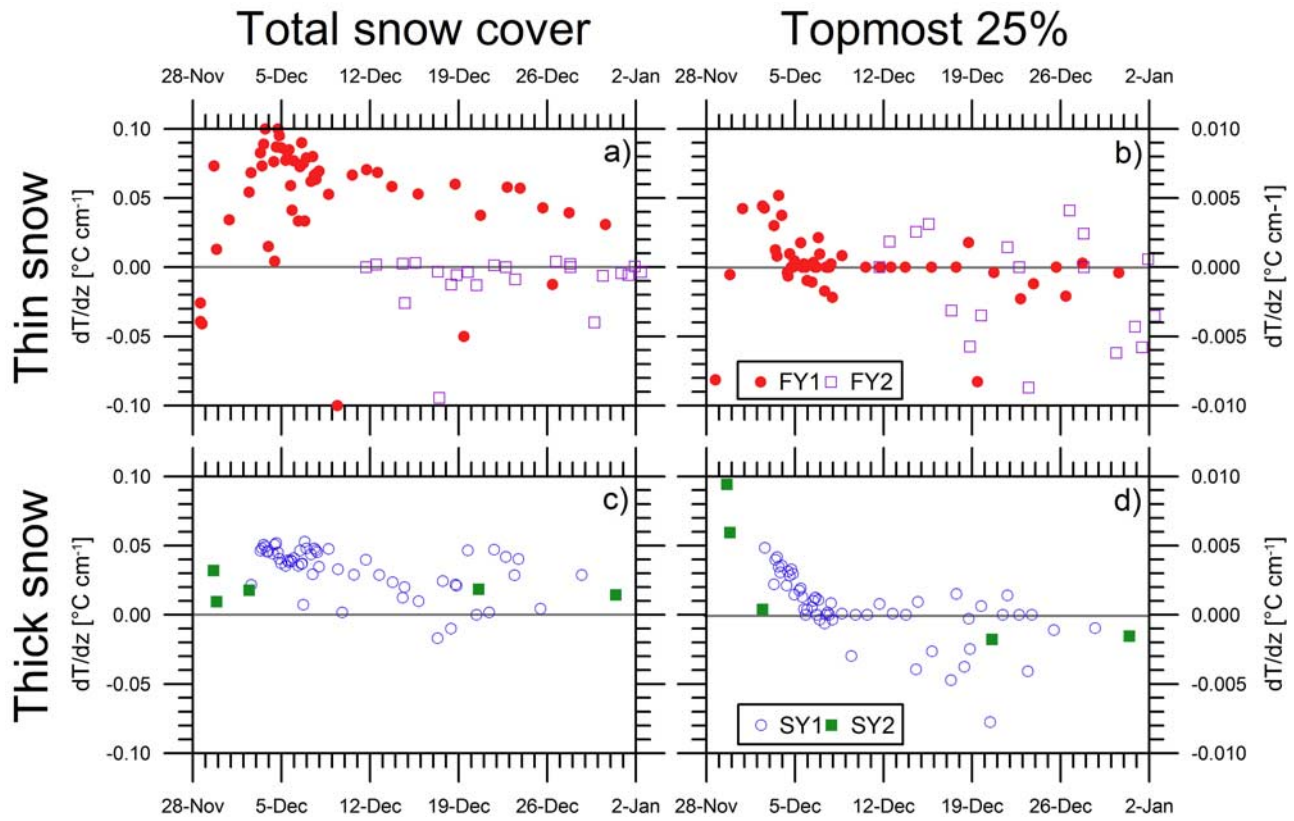 Total snow cover Topmost 25%
28-Nov 5-Dec 12-Dec 19-Dec 26-Dec 2-Jan 28-Nov 5-Dec 12-Dec 19-Dec 26-Dec 2-Jan
Thin snow
dT/dz [°C cm⁻¹]
0.10
0.05
0.00
-0.05
-0.10
a)
b)
FY1 FY2
0.010
0.005
0.000
-0.005
-0.010
dT/dz [°C cm-1]
Thick snow
dT/dz [°C cm⁻¹]
0.10
0.05
0.00
-0.05
-0.10
c)
d)
SY1 SY2
0.010
0.005
0.000
-0.005
-0.010
dT/dz [°C cm⁻¹]
28-Nov 5-Dec 12-Dec 19-Dec 26-Dec 2-Jan 28-Nov 5-Dec 12-Dec 19-Dec 26-Dec 2-Jan